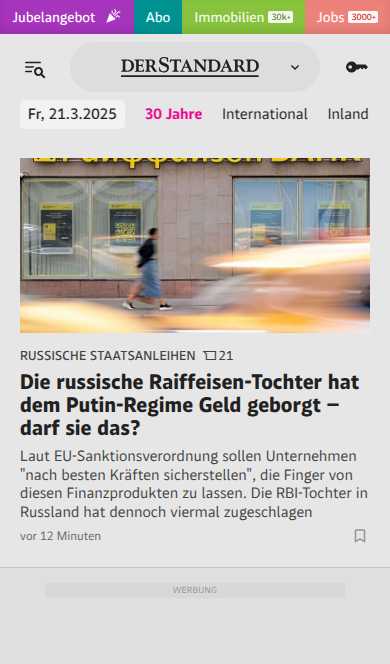 Jubelangebot
Abo
Immobilien 30k+
Jobs 3000+
DERSTANDARD
Fr, 21.3.2025
30 Jahre
International
Inland
Райффайзен BANK
RUSSISCHE STAATSANLEIHEN 21
Die russische Raiffeisen-Tochter hat
dem Putin-Regime Geld geborgt –
darf sie das?
Laut EU-Sanktionsverordnung sollen Unternehmen
"nach besten Kräften sicherstellen", die Finger von
diesen Finanzprodukten zu lassen. Die RBI-Tochter in
Russland hat dennoch viermal zugeschlagen
vor 12 Minuten
WERBUNG